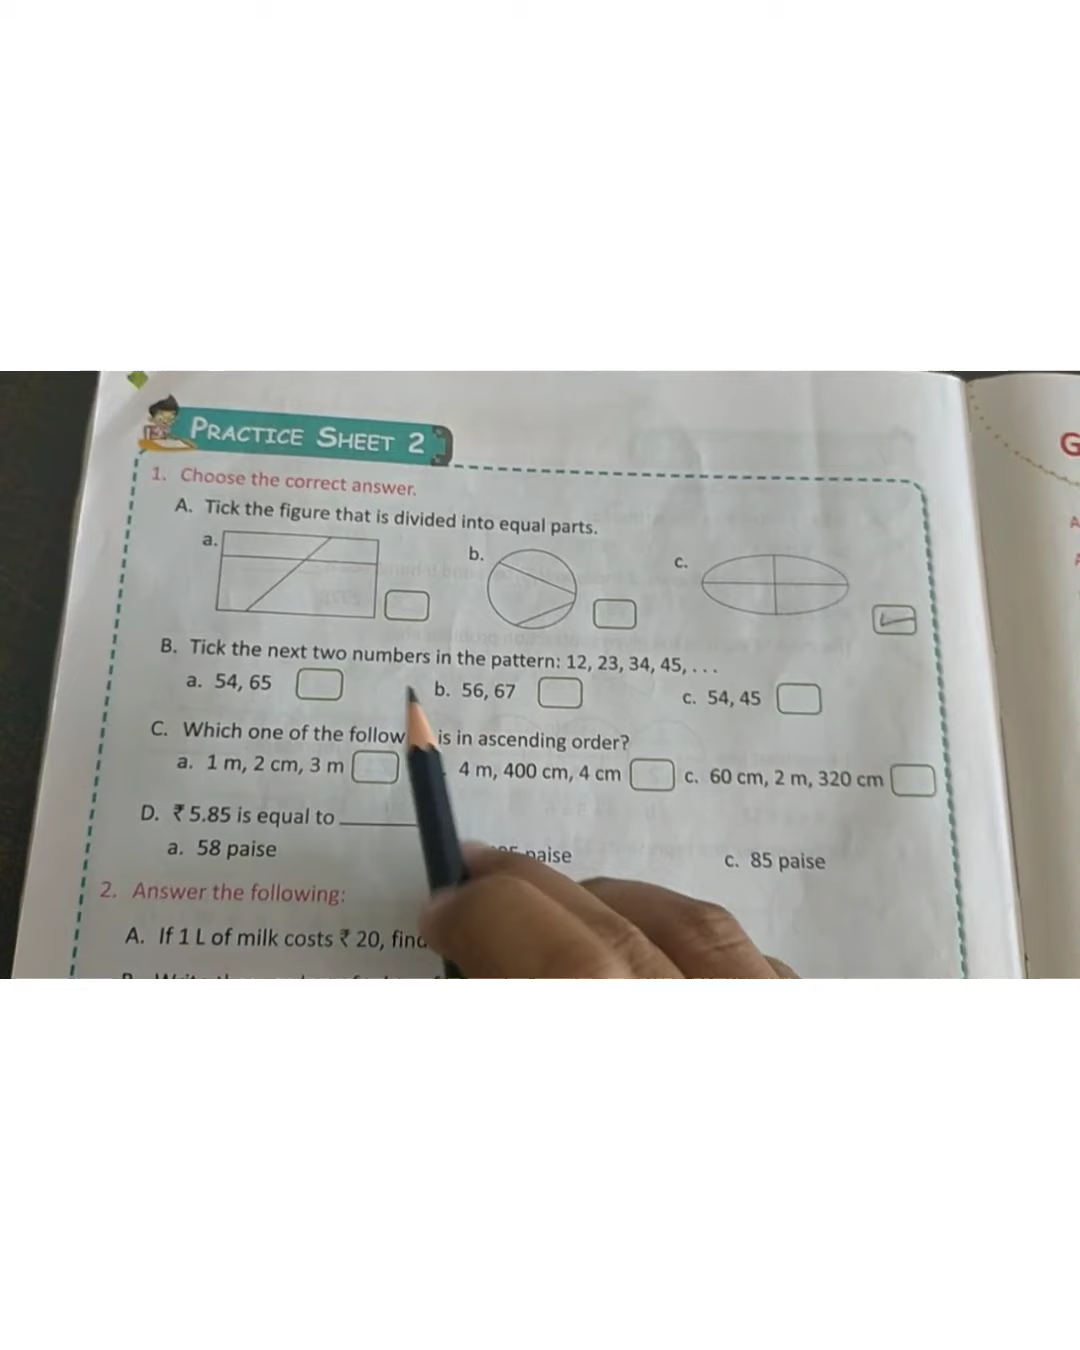 PRACTICE SHEET 2
1. Choose the correct answer.
A. Tick the figure that is divided into equal parts.
a. b. c.
B. Tick the next two numbers in the pattern: 12, 23, 34, 45, . . .
a. 54, 65 b. 56, 67 c. 54, 45
C. Which one of the follow is in ascending order?
a. 1 m, 2 cm, 3 m 4 m, 400 cm, 4 cm c. 60 cm, 2 m, 320 cm
D. ₹ 5.85 is equal to
a. 58 paise paise c. 85 paise
2. Answer the following:
A. If 1 L of milk costs ₹ 20, find
G